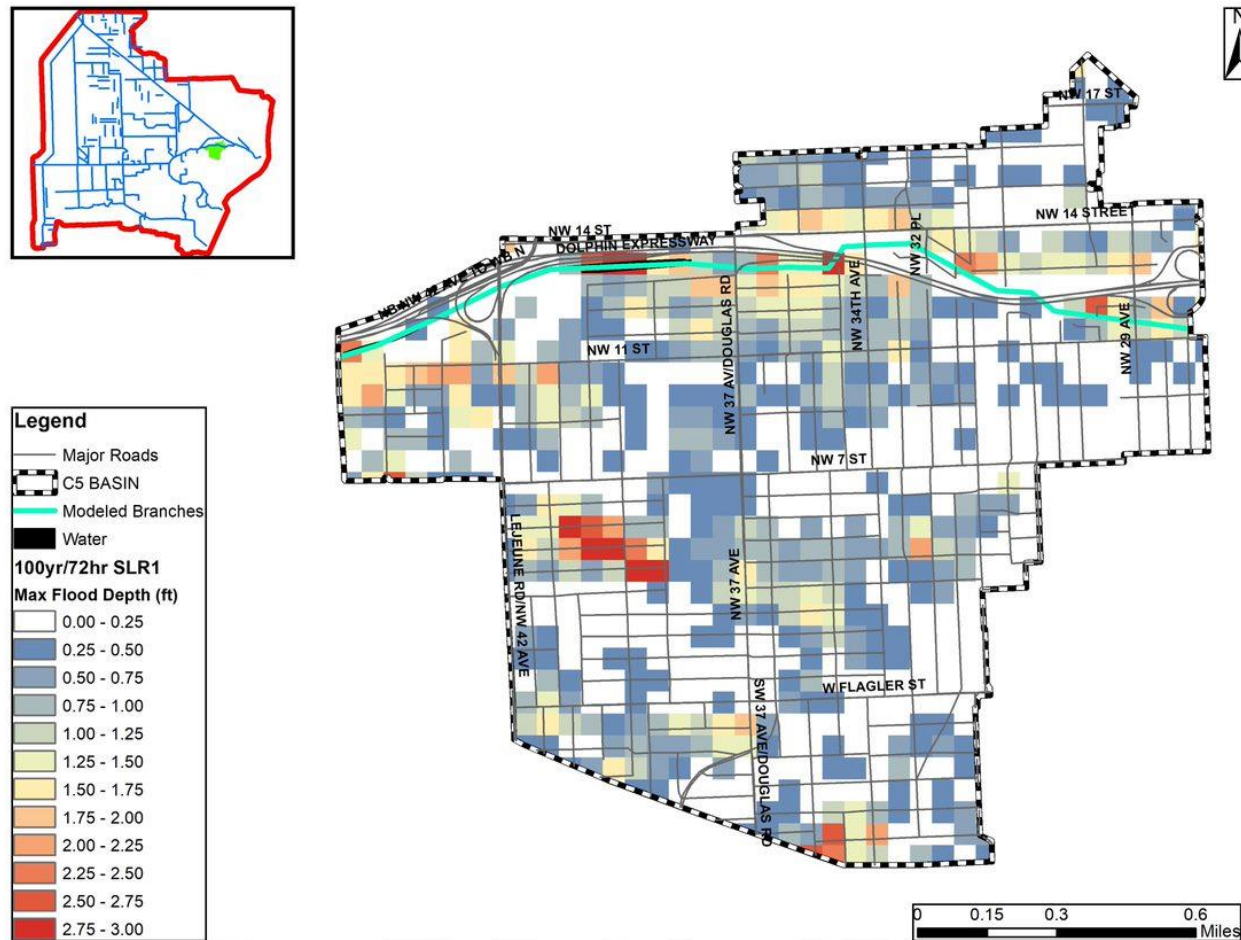 N
NW 17 ST
NW 14 STREET
NW 14 ST
DOLPHIN EXPRESSWAY
NW 32 PL
NW 34TH AVE
NW 37 AV/DOUGLAS RD
NW 29 AVE
NW 11 ST
NW 7 ST
LEJEUNE RD/NW 42 AVE
NW 37 AVE
W FLAGLER ST
SW 37 AVE/DOUGLAS RD
Legend
Major Roads
C5 BASIN
Modeled Branches
Water
100yr/72hr SLR1
Max Flood Depth (ft)
0.00 - 0.25
0.25 - 0.50
0.50 - 0.75
0.75 - 1.00
1.00 - 1.25
1.25 - 1.50
1.50 - 1.75
1.75 - 2.00
2.00 - 2.25
2.25 - 2.50
2.50 - 2.75
2.75 - 3.00
0 0.15 0.3 0.6
Miles